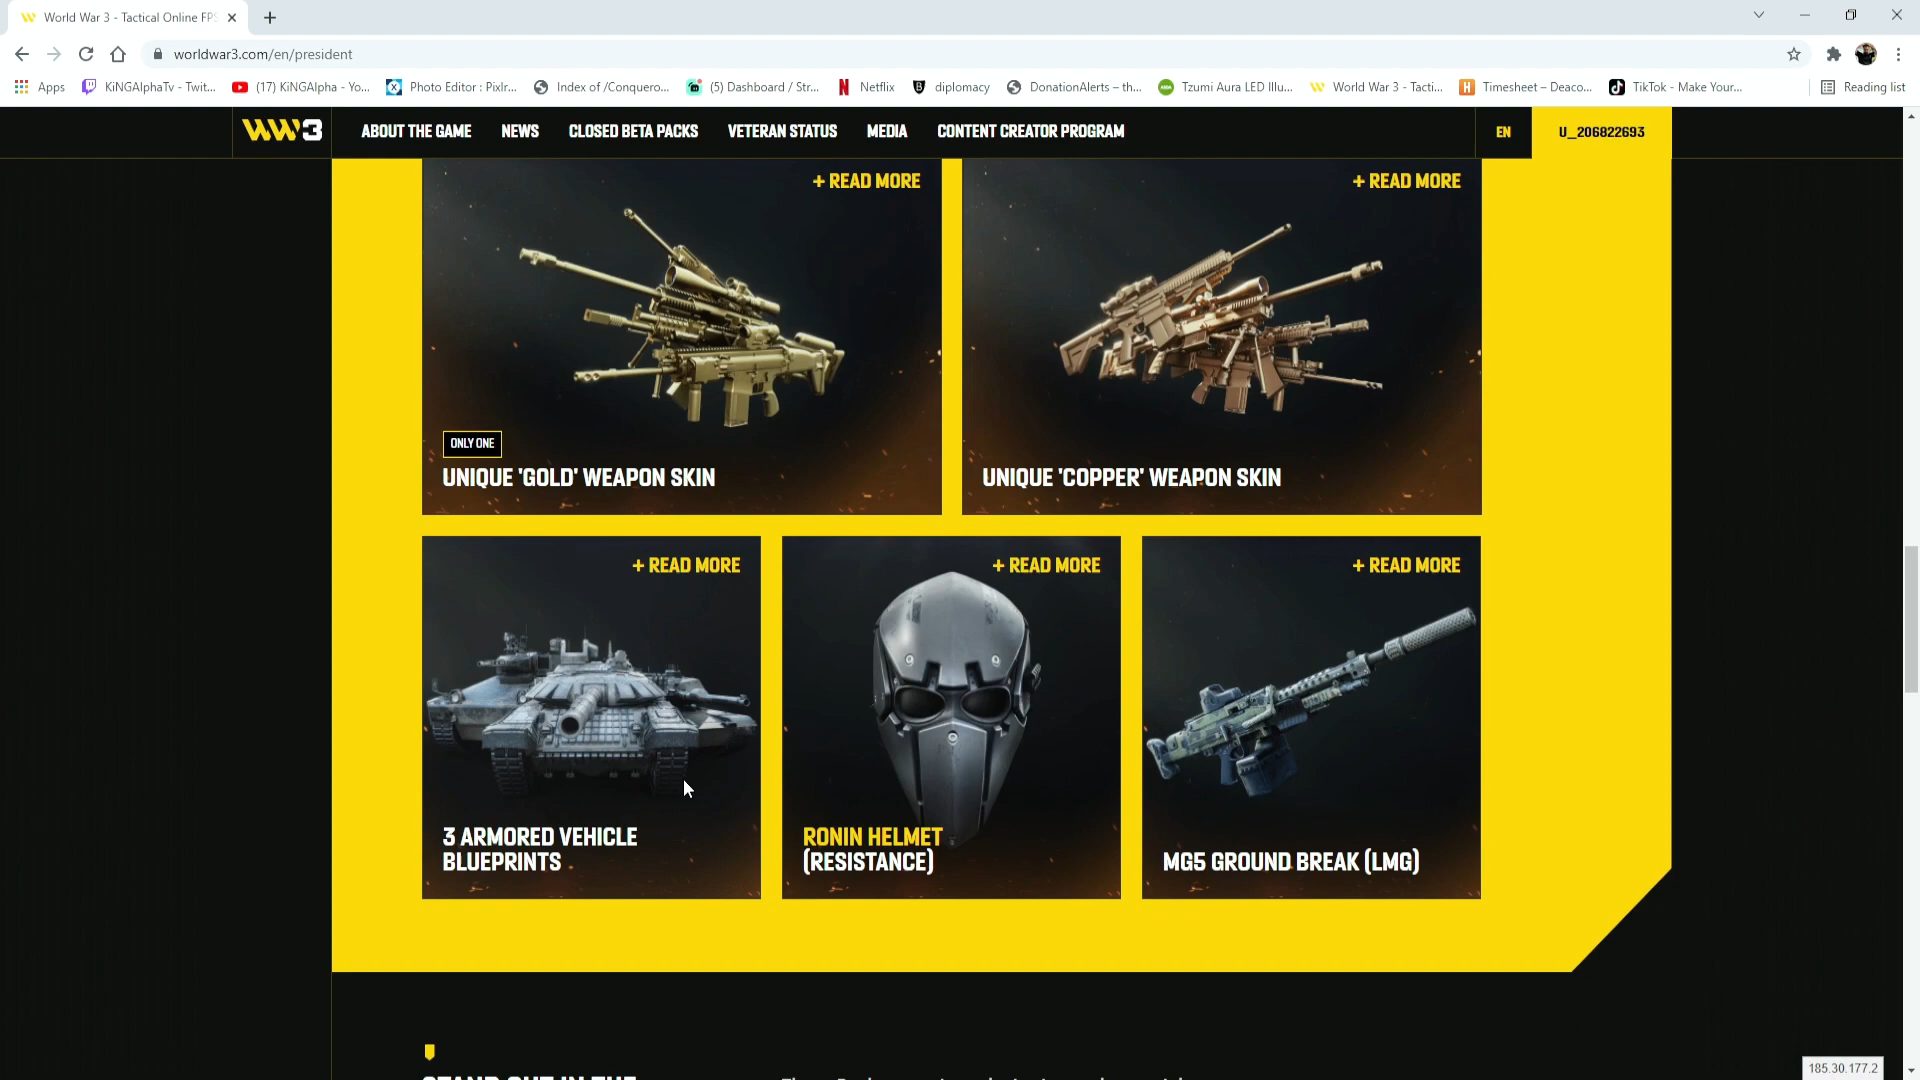 World War 3 - Tactical Online FPS
worldwar3.com/en/president
Apps
KiNGAlphaTv - Twit...
(17) KiNGAlpha - Yo...
Photo Editor : Pixlr...
Index of /Conquero...
(5) Dashboard / Str...
Netflix
diplomacy
DonationAlerts – th...
Tzumi Aura LED Illu...
World War 3 - Tacti...
Timesheet – Deaco...
TikTok - Make Your...
Reading list
WW3
ABOUT THE GAME
NEWS
CLOSED BETA PACKS
VETERAN STATUS
MEDIA
CONTENT CREATOR PROGRAM
EN
U_206822693
+ READ MORE
ONLY ONE
UNIQUE 'GOLD' WEAPON SKIN
+ READ MORE
UNIQUE 'COPPER' WEAPON SKIN
+ READ MORE
3 ARMORED VEHICLE
BLUEPRINTS
+ READ MORE
RONIN HELMET
(RESISTANCE)
+ READ MORE
MG5 GROUND BREAK (LMG)
STAND OUT IN THE
185.30.177.2